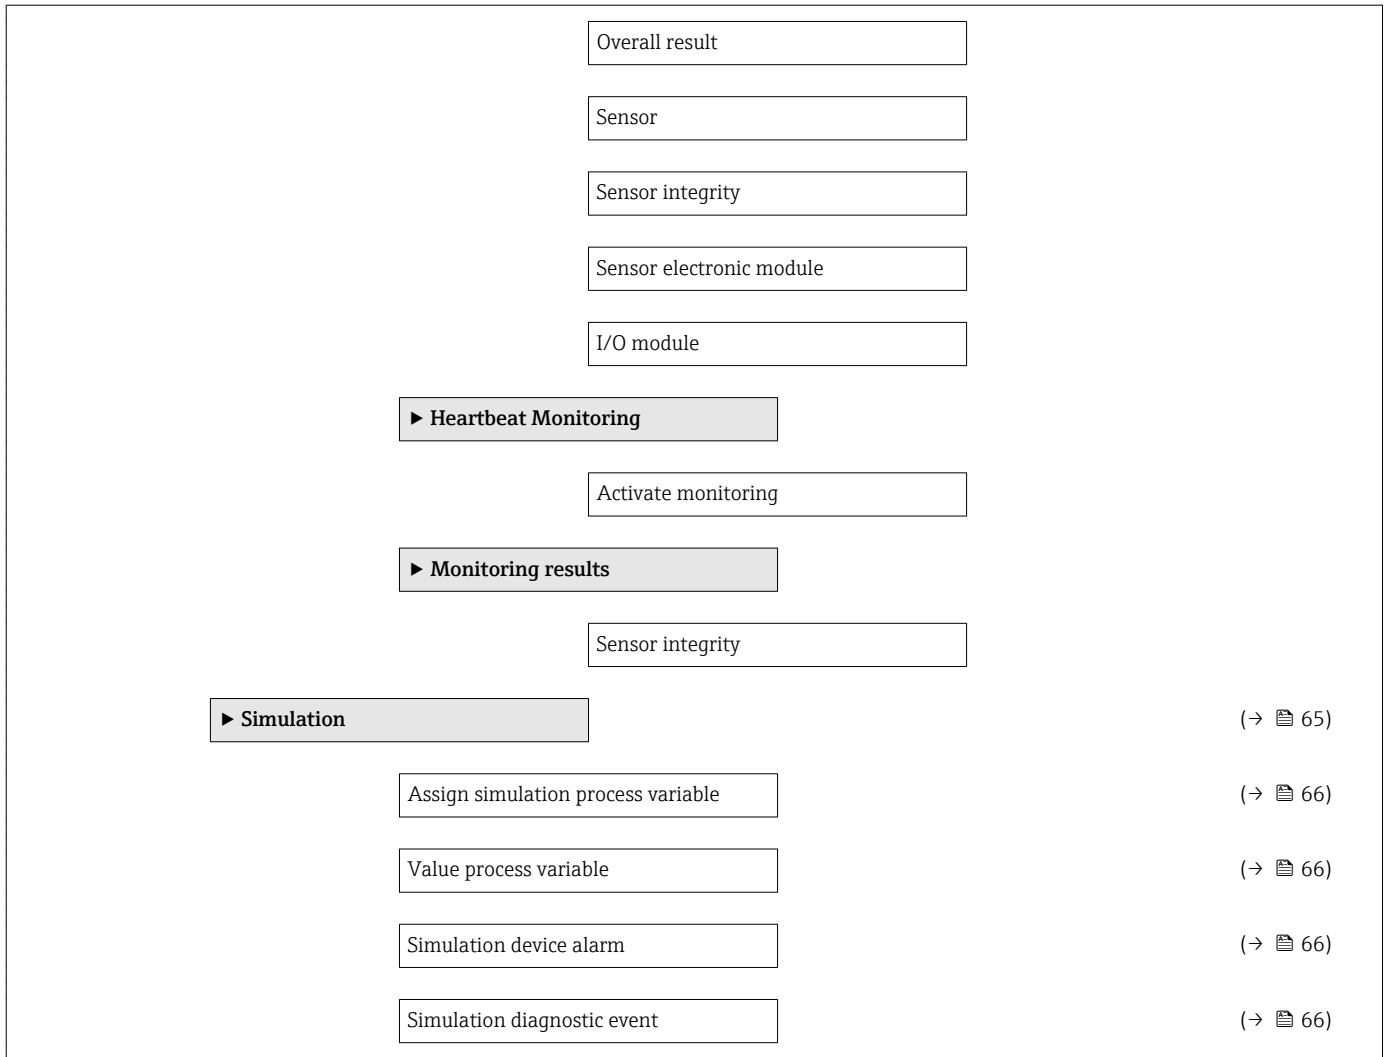 Overall result
Sensor
Sensor integrity
Sensor electronic module
I/O module
▶ Heartbeat Monitoring
Activate monitoring
▶ Monitoring results
Sensor integrity
▶ Simulation (→ 🖺 65)
Assign simulation process variable (→ 🖺 66)
Value process variable (→ 🖺 66)
Simulation device alarm (→ 🖺 66)
Simulation diagnostic event (→ 🖺 66)